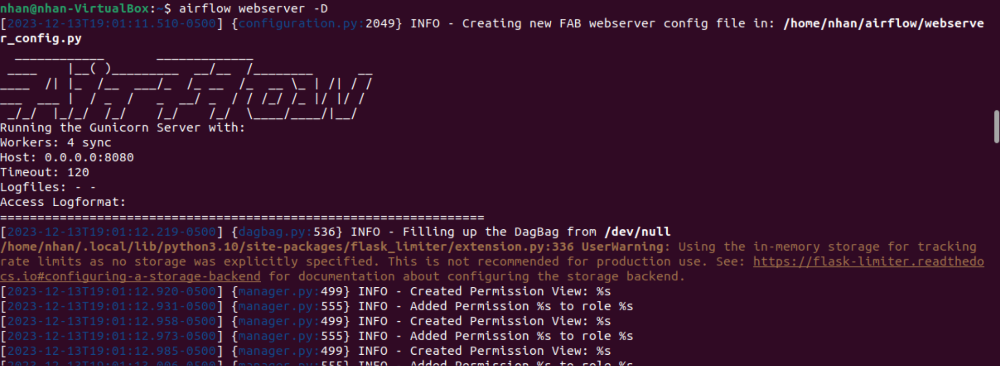 nhan@nhan-VirtualBox:~$ airflow webserver -D
[2023-12-13T19:01:11.510-0500] {configuration.py:2049} INFO - Creating new FAB webserver config file in: /home/nhan/airflow/webserve
r_config.py
  ____________       _____________
 ____    |__( )_________  __/__  /________      __
____  /| |_  /__  ___/_  /_ __  /_  __ \_ | /| / /
___  ___ |  / _  /   _  __/ _  / / /_/ /_ |/ |/ /
 _/_/  |_/_/  /_/    /_/    /_/  \____/____/|__/
Running the Gunicorn Server with:
Workers: 4 sync
Host: 0.0.0.0:8080
Timeout: 120
Logfiles: - -
Access Logformat:
=================================================================
[2023-12-13T19:01:12.219-0500] {dagbag.py:536} INFO - Filling up the DagBag from /dev/null
/home/nhan/.local/lib/python3.10/site-packages/flask_limiter/extension.py:336 UserWarning: Using the in-memory storage for tracking
rate limits as no storage was explicitly specified. This is not recommended for production use. See: https://flask-limiter.readthedo
cs.io#configuring-a-storage-backend for documentation about configuring the storage backend.
[2023-12-13T19:01:12.920-0500] {manager.py:499} INFO - Created Permission View: %s
[2023-12-13T19:01:12.931-0500] {manager.py:555} INFO - Added Permission %s to role %s
[2023-12-13T19:01:12.958-0500] {manager.py:499} INFO - Created Permission View: %s
[2023-12-13T19:01:12.973-0500] {manager.py:555} INFO - Added Permission %s to role %s
[2023-12-13T19:01:12.985-0500] {manager.py:499} INFO - Created Permission View: %s
[2023-12-13T19:01:13.006-0500] {manager.py:555} INFO - Added Permission %s to role %s